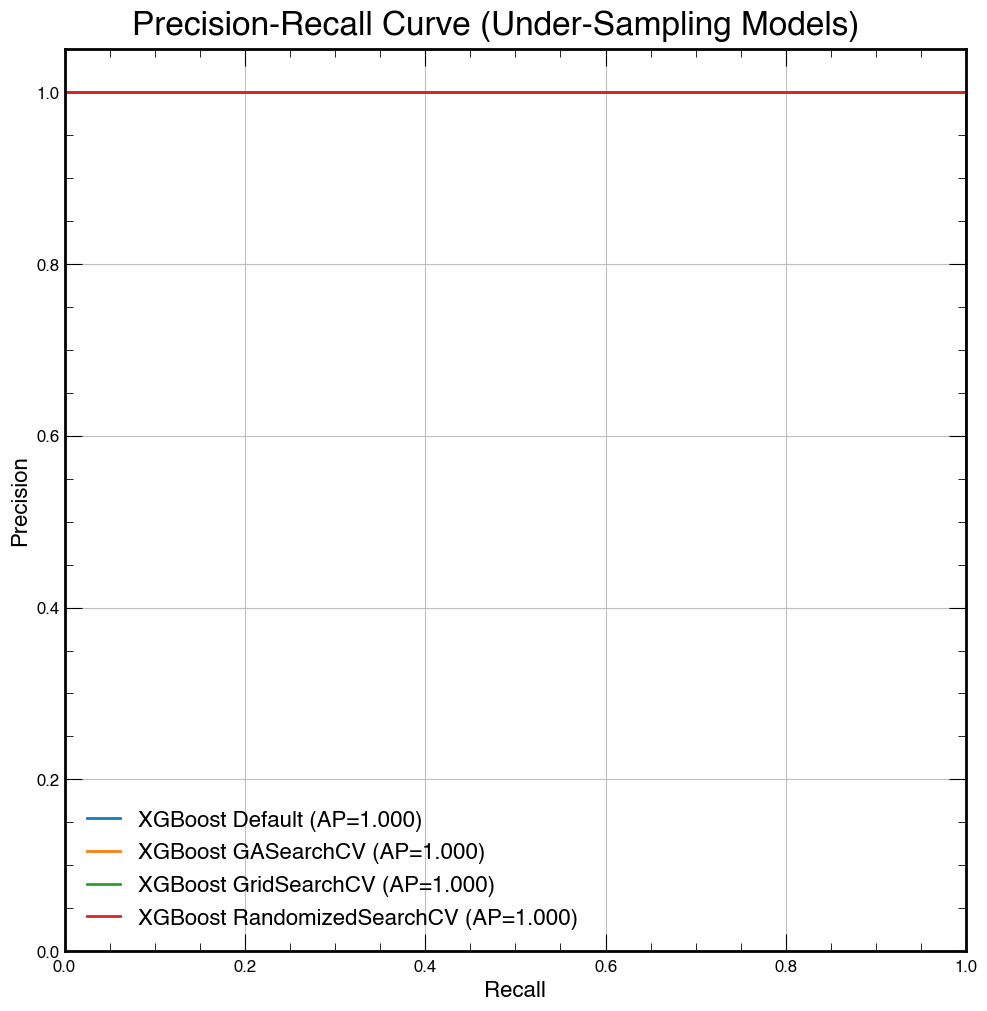 Precision-Recall Curve (Under-Sampling Models)
1.0
0.8
0.6
0.4
0.2
0.0
Precision
XGBoost Default (AP=1.000)
XGBoost GASearchCV (AP=1.000)
XGBoost GridSearchCV (AP=1.000)
XGBoost RandomizedSearchCV (AP=1.000)
0.0 0.2 0.4 0.6 0.8 1.0
Recall